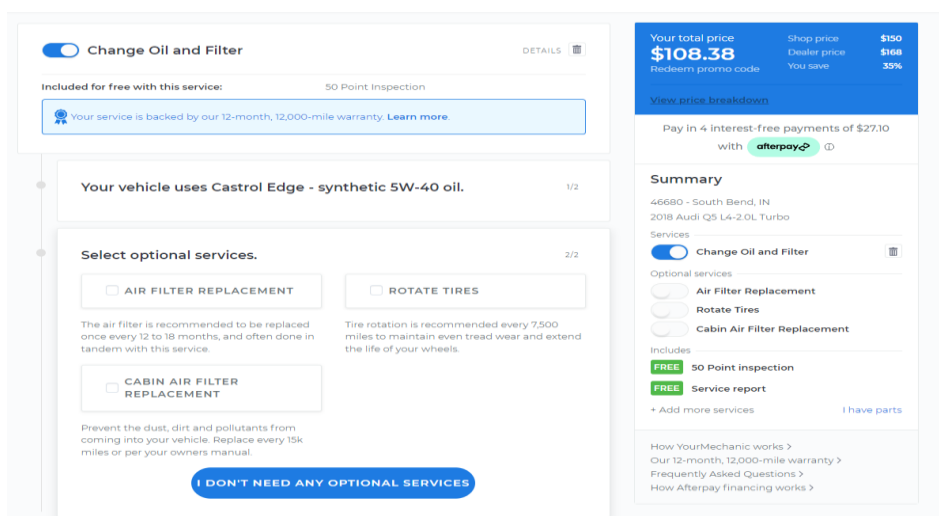 Change Oil and Filter
DETAILS
Included for free with this service:
50 Point Inspection
Your service is backed by our 12-month, 12,000-mile warranty. Learn more.
Your vehicle uses Castrol Edge - synthetic 5W-40 oil.
1/2
Select optional services.
2/2
AIR FILTER REPLACEMENT
The air filter is recommended to be replaced
once every 12 to 18 months, and often done in
tandem with this service.
ROTATE TIRES
Tire rotation is recommended every 7,500
miles to maintain even tread wear and extend
the life of your wheels.
CABIN AIR FILTER
REPLACEMENT
Prevent the dust, dirt and pollutants from
coming into your vehicle. Replace every 15k
miles or per your owners manual.
I DON'T NEED ANY OPTIONAL SERVICES
Your total price
$108.38
Redeem promo code
Shop price $150
Dealer price $168
You save 35%
View price breakdown
Pay in 4 interest-free payments of $27.10
with afterpay
Summary
46680 - South Bend, IN
2018 Audi Q5 L4-2.0L Turbo
Services
Change Oil and Filter
Optional services
Air Filter Replacement
Rotate Tires
Cabin Air Filter Replacement
Includes
FREE 50 Point inspection
FREE Service report
+ Add more services
I have parts
How YourMechanic works >
Our 12-month, 12,000-mile warranty >
Frequently Asked Questions >
How Afterpay financing works >